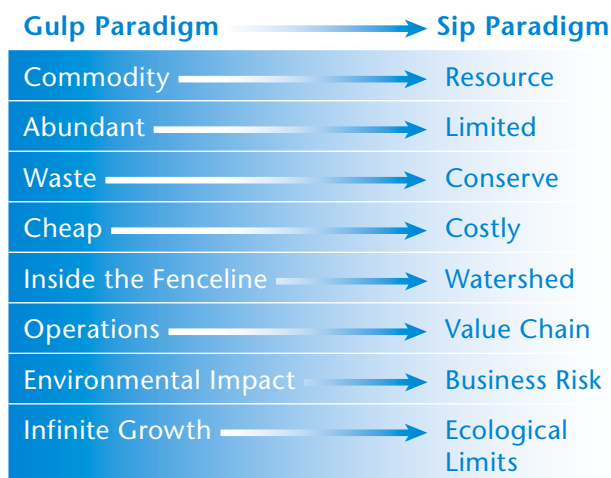 Gulp Paradigm Sip Paradigm
Commodity Resource
Abundant Limited
Waste Conserve
Cheap Costly
Inside the Fenceline Watershed
Operations Value Chain
Environmental Impact Business Risk
Infinite Growth Ecological
Limits